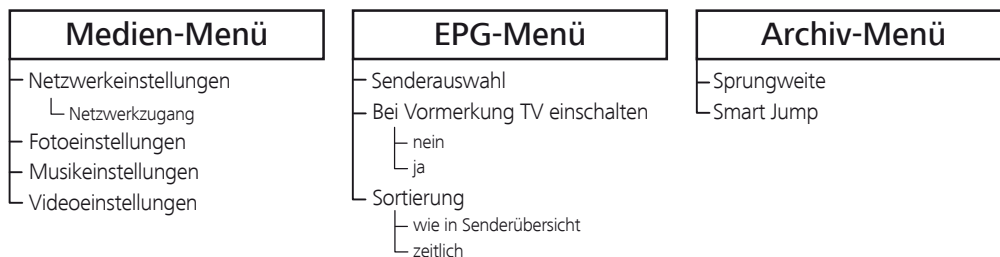 Medien-Menü
Netzwerkeinstellungen
Netzwerkzugang
Fotoeinstellungen
Musikeinstellungen
Videoeinstellungen
EPG-Menü
Senderauswahl
Bei Vormerkung TV einschalten
nein
ja
Sortierung
wie in Senderübersicht
zeitlich
Archiv-Menü
Sprungweite
Smart Jump